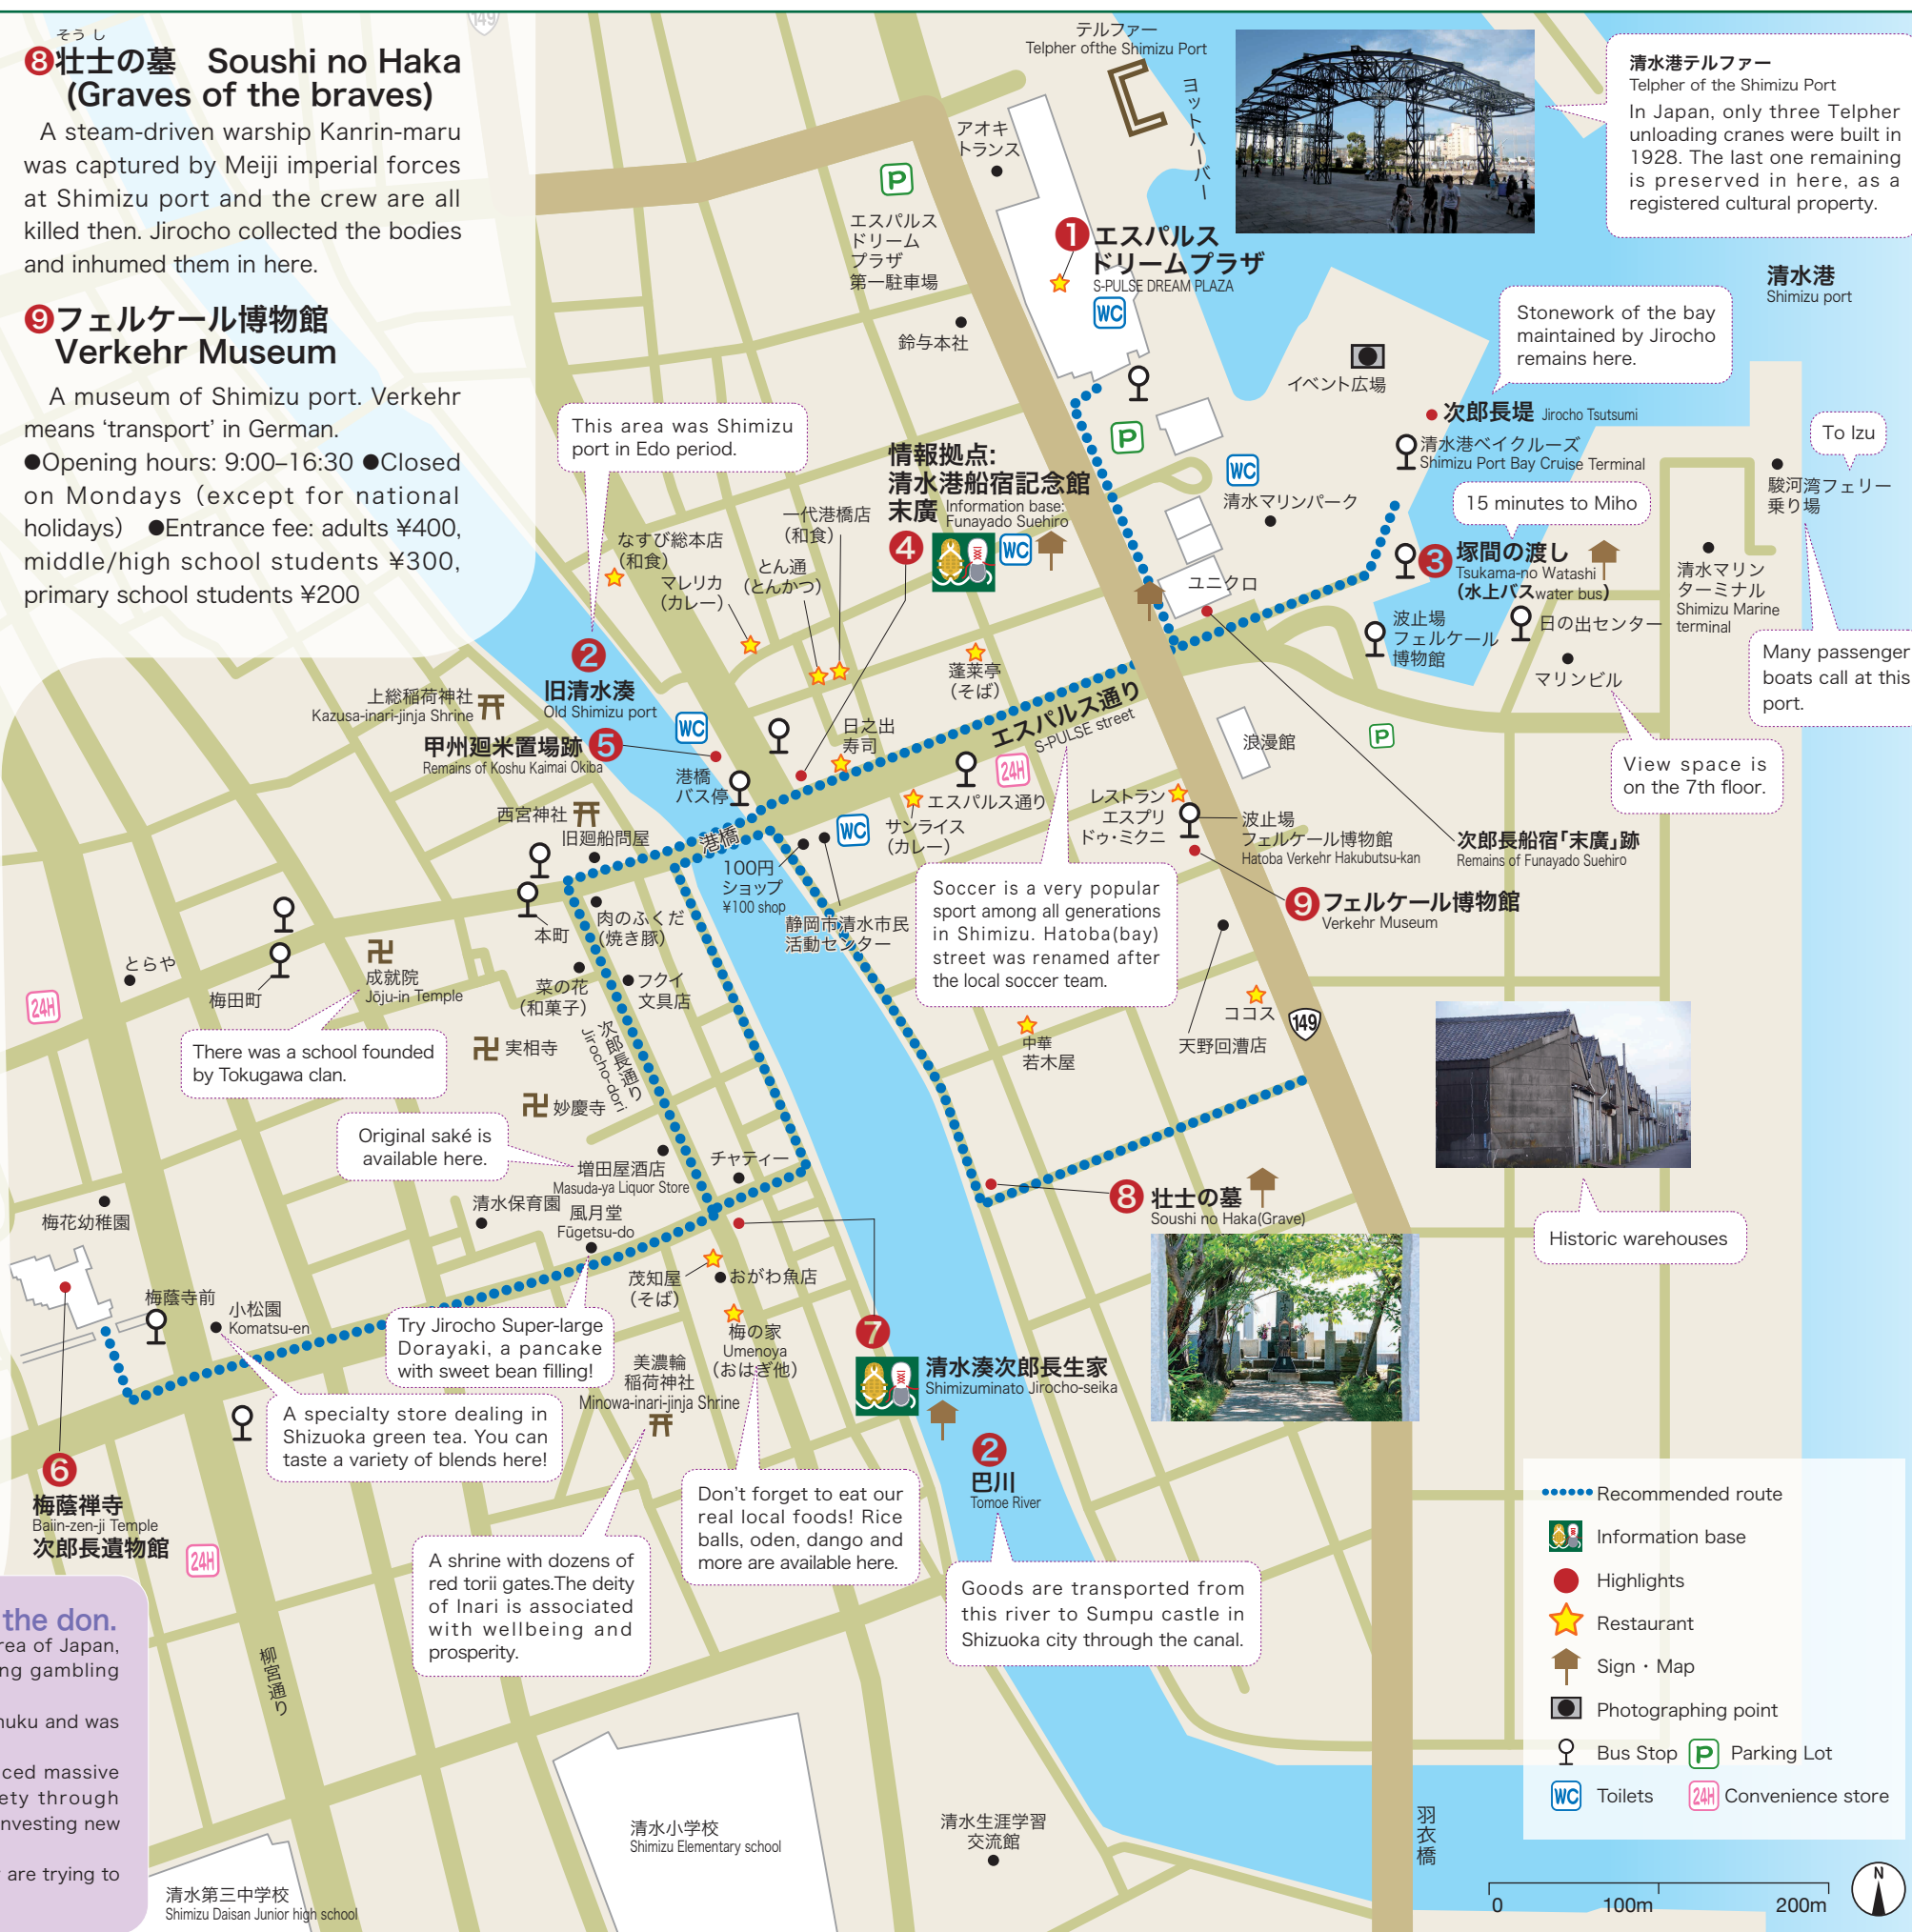 149
そうし
❽壮士の墓 Soushi no Haka
(Graves of the braves)
A steam-driven warship Kanrin-maru
was captured by Meiji imperial forces
at Shimizu port and the crew are all
killed then. Jirocho collected the bodies
and inhumed them in here.
❾フェルケール博物館
Verkehr Museum
A museum of Shimizu port. Verkehr
means ‘transport’ in German.
●Opening hours: 9:00–16:30 ●Closed
on Mondays (except for national
holidays) ●Entrance fee: adults ¥400,
middle/high school students ¥300,
primary school students ¥200
テルファー
Telpher ofthe Shimizu Port
ヨットハーバー
清水港テルファー
Telpher of the Shimizu Port
In Japan, only three Telpher
unloading cranes were built in
1928. The last one remaining
is preserved in here, as a
registered cultural property.
アオキ
トランス
P
エスパルス
ドリーム
プラザ
第一駐車場
❶エスパルス
ドリームプラザ
S-PULSE DREAM PLAZA
WC
鈴与本社
清水港
Shimizu port
Stonework of the bay
maintained by Jirocho
remains here.
イベント広場
次郎長堤 Jirocho Tsutsumi
清水港ベイクルーズ
Shimizu Port Bay Cruise Terminal
To Izu
駿河湾フェリー
乗り場
15 minutes to Miho
P
WC
清水マリンパーク
This area was Shimizu
port in Edo period.
情報拠点:
清水港船宿記念館
末廣 Information base:
Funayado Suehiro
❹
WC
一代港橋店
(和食)
なすび総本店
(和食)
とん通
(とんかつ)
マレリカ
(カレー)
ユニクロ
❸塚間の渡し
Tsukama-no Watashi
(水上バスwater bus)
清水マリン
ターミナル
Shimizu Marine
terminal
波止場
フェルケール
博物館
日の出センター
マリンビル
Many passenger
boats call at this
port.
View space is
on the 7th floor.
❷
旧清水湊
Old Shimizu port
上総稲荷神社
Kazusa-inari-jinja Shrine
甲州廻米置場跡❺
Remains of Koshu Kaimai Okiba
WC
港橋
バス停
蓬莱亭
(そば)
日之出
寿司
エスパルス通り
S-PULSE street
24H
エスパルス通り
サンライス
(カレー)
浪漫館
P
レストラン
エスプリ
ドゥ・ミクニ
波止場
フェルケール博物館
Hatoba Verkehr Hakubutsu-kan
次郎長船宿｢末廣｣跡
Remains of Funayado Suehiro
❾フェルケール博物館
Verkehr Museum
西宮神社
旧廻船問屋
港橋
WC
100円
ショップ
¥100 shop
静岡市清水市民
活動センター
Soccer is a very popular
sport among all generations
in Shimizu. Hatoba(bay)
street was renamed after
the local soccer team.
本町
肉のふくだ
(焼き豚)
菜の花
(和菓子)
フクイ
文具店
とらや
24H
梅田町
成就院
Jōju-in Temple
There was a school founded
by Tokugawa clan.
実相寺
次郎長通り
Jirocho-dori
妙慶寺
Original saké is
available here.
増田屋酒店
Masuda-ya Liquor Store
チャティー
ココス
149
天野回漕店
中華
若木屋
Historic warehouses
❽壮士の墓
Soushi no Haka(Grave)
梅花幼稚園
清水保育園
風月堂
Fūgetsu-do
茂知屋
(そば)
おがわ魚店
梅蔭寺前
小松園
Komatsu-en
Try Jirocho Super-large
Dorayaki, a pancake
with sweet bean filling!
梅の家
Umenoya
(おはぎ他)
❼
清水湊次郎長生家
Shimizuminato Jirocho-seika
美濃輪
稲荷神社
Minowa-inari-jinja Shrine
A specialty store dealing in
Shizuoka green tea. You can
taste a variety of blends here!
❻
梅蔭禅寺
Baiin-zen-ji Temple
次郎長遺物館
24H
Don't forget to eat our
real local foods! Rice
balls, oden, dango and
more are available here.
❷
巴川
Tomoe River
A shrine with dozens of
red torii gates.The deity
of Inari is associated
with wellbeing and
prosperity.
Goods are transported from
this river to Sumpu castle in
Shizuoka city through the canal.
the don.
rea of Japan,
ng gambling
nuku and was
ced massive
ety through
nvesting new
are trying to
柳宮通り
清水小学校
Shimizu Elementary school
清水第三中学校
Shimizu Daisan Junior high school
清水生涯学習
交流館
羽衣橋
Recommended route
Information base
Highlights
Restaurant
Sign・Map
Photographing point
Bus Stop P Parking Lot
WC Toilets 24H Convenience store
0 100m 200m
N